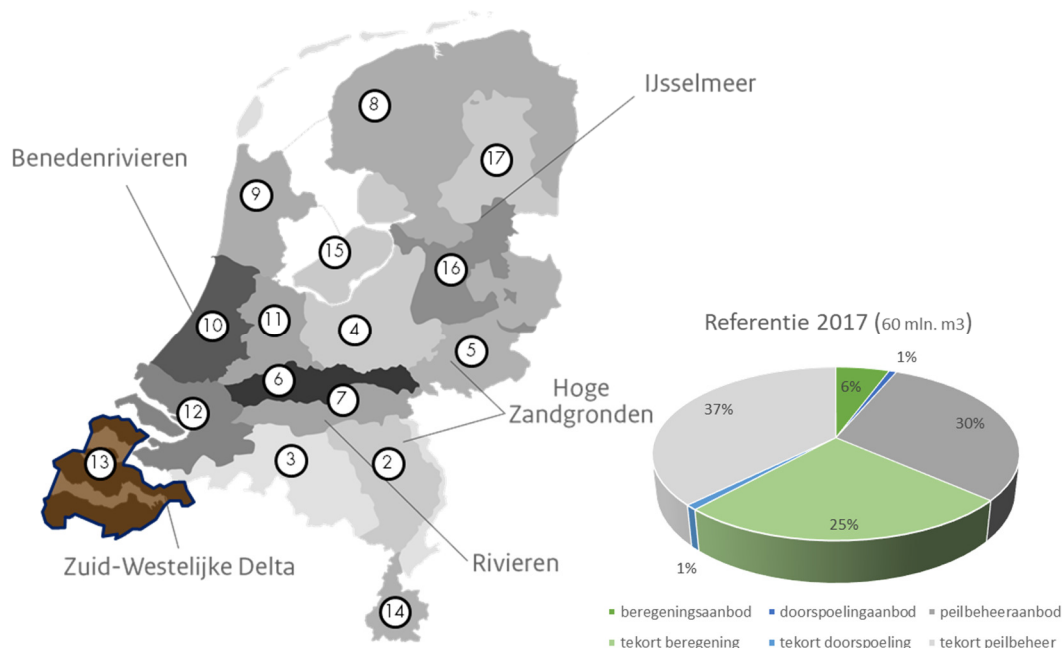 IJsselmeer
8
Benedenrivieren
17
9
15
16
10
11
4
5
6
7
Hoge
Zandgronden
12
13
3
2
Zuid-Westelijke Delta
Rivieren
14
Referentie 2017 (60 mln. m3)
1%
6%
37%
30%
25%
1%
beregeningsaanbod doorspoelingaanbod peilbeheeraanbod
tekort beregening tekort doorspoeling tekort peilbeheer